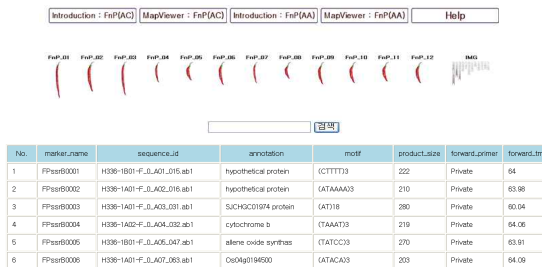 Introduction : FnP(AC) MapViewer : FnP(AC) Introduction : FnP(AA) MapViewer : FnP(AA) Help
FnP_01 FnP_02 FnP_03 FnP_04 FnP_05 FnP_06 FnP_07 FnP_08 FnP_09 FnP_10 FnP_11 FnP_12 IMG
검색
No. marker_name sequence_id annotation motif product_size forward_primer forward_tm
1 FPssrB0001 H336-1B01-F_0_A01_015.ab1 hypothetical protein (CTTTT)3 222 Private 64
2 FPssrB0002 H336-1A01-F_0_A02_016.ab1 hypothetical protein (ATAAAA)3 210 Private 63.98
3 FPssrB0003 H336-1A02-F_0_A03_031.ab1 SJCHGC01974 protein (AT)18 280 Private 60.04
4 FPssrB0004 H336-1A02-F_0_A04_032.ab1 cytochrome b (TAAAT)3 219 Private 64.06
5 FPssrB0005 H336-1B01-F_0_A05_047.ab1 allene oxide synthas (TATCC)3 270 Private 63.91
6 FPssrB0006 H336-1A01-F_0_A07_063.ab1 Os04g0194500 (ATACA)3 203 Private 64.09